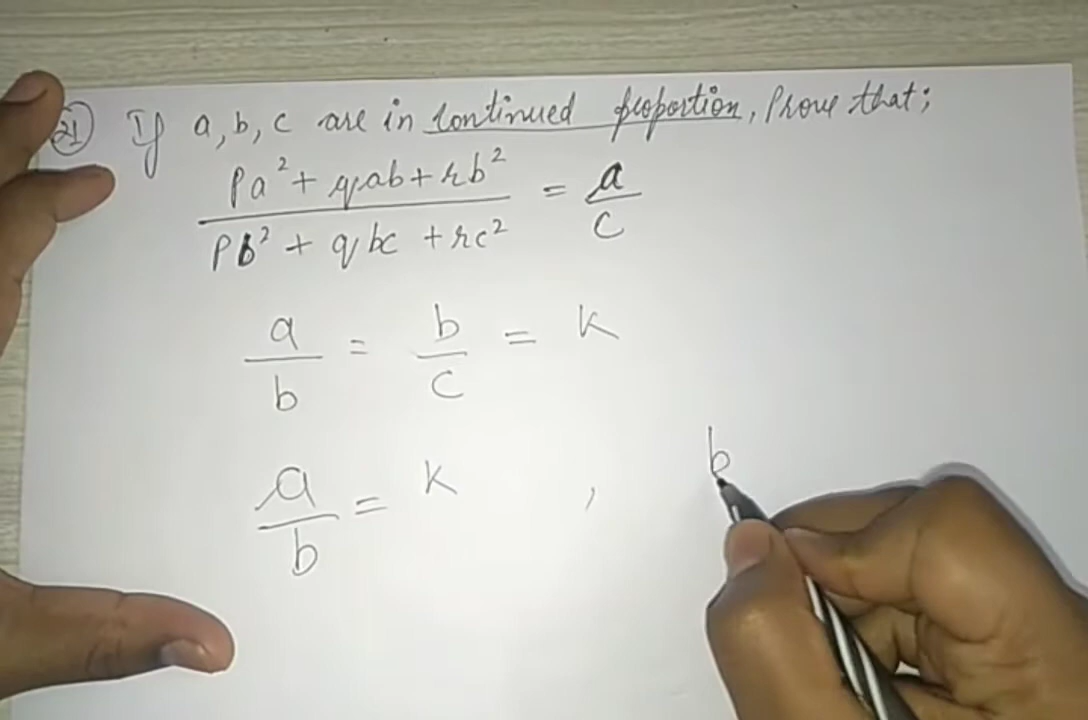 21 If a, b, c are in continued proportion, Prove that;
Pa² + qab + rb² / Pb² + qbc + rc² = a/c
a/b = b/c = K
a/b = K , b